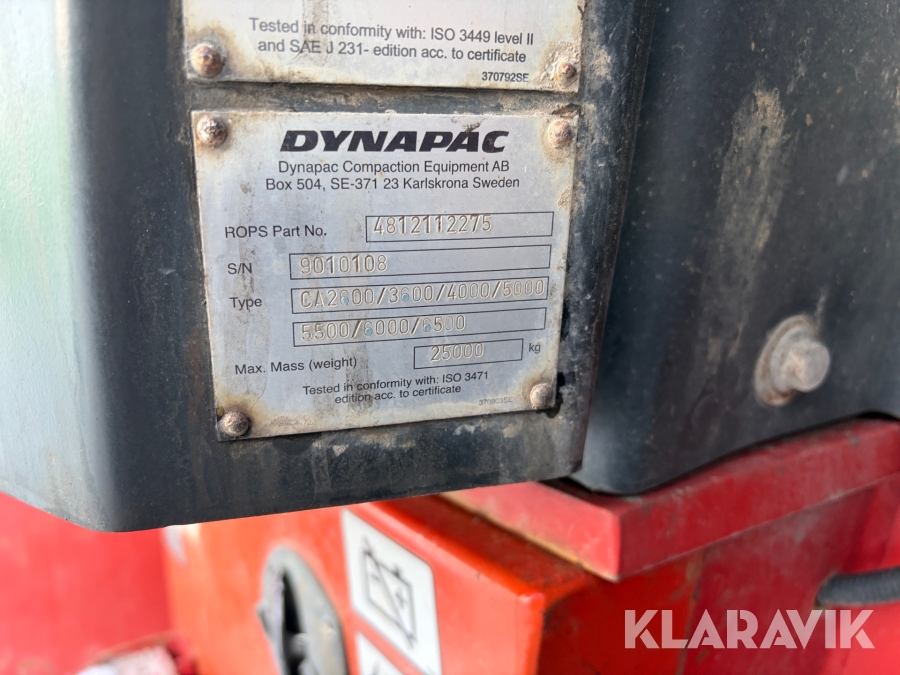 Tested in conformity with: ISO 3449 level II
and SAE J 231- edition acc. to certificate
370792SE
DYNAPAC
Dynapac Compaction Equipment AB
Box 504, SE-371 23 Karlskrona Sweden
ROPS Part No. 4812112275
S/N 9010108
Type CA2600/3600/4000/5000
5500/6000/6500
Max. Mass (weight) 25000 kg
Tested in conformity with: ISO 3471
edition acc. to certificate
KLARAVIK